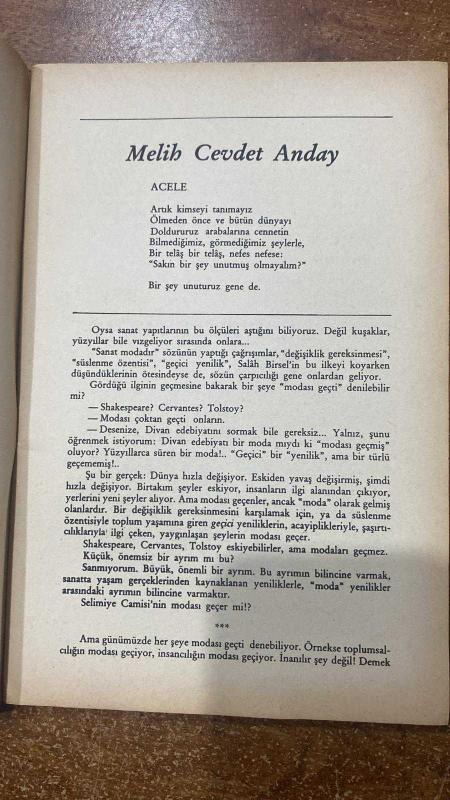 Melih Cevdet Anday
ACELE
Artık kimseyi tanımayız
Ölmeden önce ve bütün dünyayı
Doldururuz arabalarına cennetin
Bilmediğimiz, görmediğimiz şeylerle,
Bir telâş bir telâş, nefes nefese:
"Sakın bir şey unutmuş olmayalım?"
Bir şey unuturuz gene de.
Oysa sanat yapıtlarının bu ölçüleri aştığını biliyoruz. Değil kuşaklar,
yüzyıllar bile vızgeliyor sırasında onlara...
"Sanat modadır" sözünün yaptığı çağrışımlar, "değişiklik gereksinmesi",
"süslenme özentisi", "geçici yenilik", Salâh Birsel'in bu ilkeyi koyarken
düşündüklerinin ötesindeyse de, sözün çarpıcılığı gene onlardan geliyor.
Gördüğü ilginin geçmesine bakarak bir şeye "modası geçti" denilebilir
mi?
— Shakespeare? Cervantes? Tolstoy?
— Modası çoktan geçti onların.
— Desenize, Divan edebiyatını sormak bile gereksiz... Yalnız, şunu
öğrenmek istiyorum: Divan edebiyatı bir moda mıydı ki "modası geçmiş"
oluyor? Yüzyıllarca süren bir moda!.. "Geçici" bir "yenilik", ama bir türlü
geçememiş!..
Şu bir gerçek: Dünya hızla değişiyor. Eskiden yavaş değişirmiş, şimdi
hızla değişiyor. Birtakım şeyler eskiyor, insanların ilgi alanından çıkıyor,
yerlerini yeni şeyler alıyor. Ama modası geçenler, ancak "moda" olarak gelmiş
olanlardır. Bir değişiklik gereksinmesini karşılamak için, ya da süslenme
özentisiyle toplum yaşamına giren geçici yeniliklerin, acayipliklerle, şaşırtı-
cılıklarıyla ilgi çeken, yaygınlaşan şeylerin modası geçer.
Shakespeare, Cervantes, Tolstoy eskiyebilirler, ama modaları geçmez.
Küçük, önemsiz bir ayrım mı bu?
Sanmıyorum. Büyük, önemli bir ayrım. Bu ayrımın bilincine varmak,
sanatta yaşam gerçeklerinden kaynaklanan yeniliklerle, "moda" yenilikler
arasındaki ayrımın bilincine varmaktır.
Selimiye Camisi'nin modası geçer mi!?
***
Ama günümüzde her şeye modası geçti denebiliyor. Örnekse toplumsal-
cılığın modası geçiyor, insancılığın modası geçiyor. İnanılır şey değil! Demek